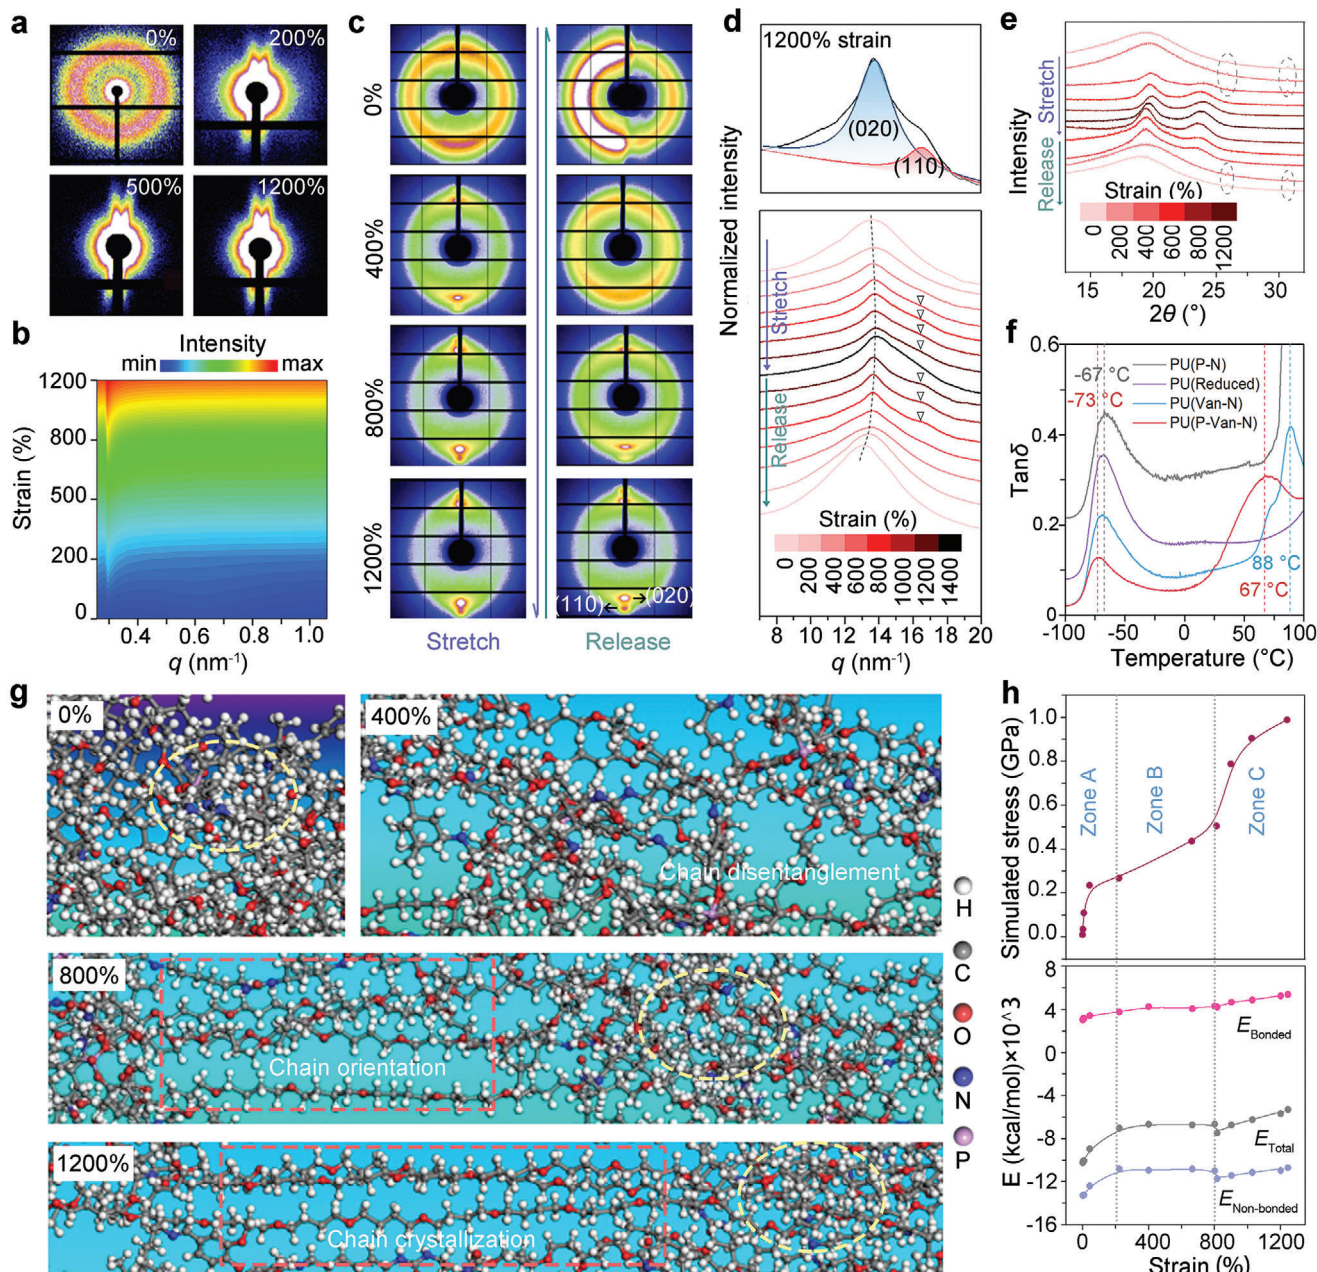 a
0%
200%
500%
1200%
b
Intensity
min
max
1200
800
500
200
0
Strain (%)
0.4
0.6
0.8
1.0
q (nm⁻¹)
c
0%
400%
800%
1200%
(110)
(020)
Stretch
Release
d
1200% strain
(020)
(110)
Normalized intensity
Stretch
Release
Strain (%)
0
200
400
600
800
1000
1200
1400
8
10
12
14
16
18
20
q (nm⁻¹)
e
Intensity
Stretch
Release
Strain (%)
0
200
400
600
800
1200
15
20
25
30
2θ (°)
f
0.6
0.4
0.2
0
Tanδ
-67 °C
-73 °C
PU(P-N)
PU(Reduced)
PU(Van-N)
PU(P-Van-N)
88 °C
67 °C
-100
-50
0
50
100
Temperature (°C)
g
0%
400%
Chain disentanglement
800%
Chain orientation
1200%
Chain crystallization
H
C
O
N
P
h
1.0
0.8
0.6
0.4
0.2
0.0
Simulated stress (GPa)
Zone A
Zone B
Zone C
8
4
0
-4
-8
-12
-16
E (kcal/mol)×10^3
E Bonded
E Total
E Non-bonded
0
400
800
1200
Strain (%)